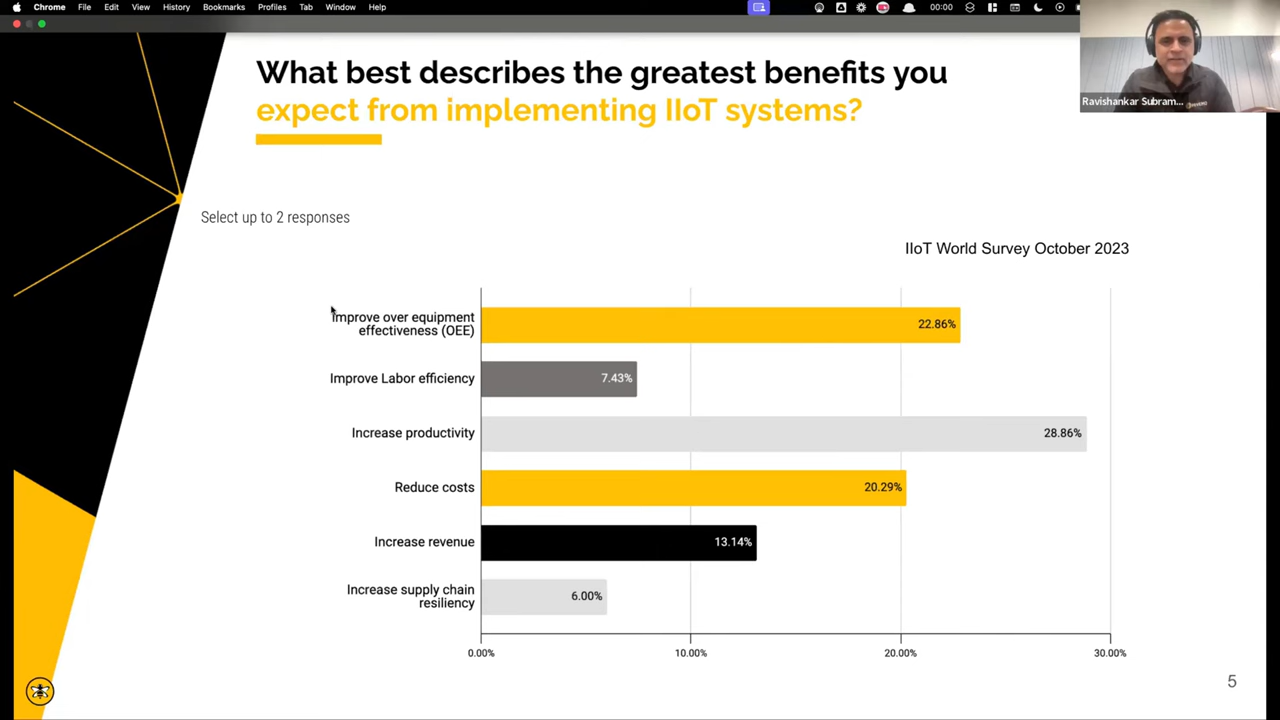 Chrome File Edit View History Bookmarks Profiles Tab Window Help 00:00
Ravishankar Subram...
What best describes the greatest benefits you
expect from implementing IIoT systems?
Select up to 2 responses
IIoT World Survey October 2023
Improve over equipment
effectiveness (OEE)
22.86%
Improve Labor efficiency
7.43%
Increase productivity
28.86%
Reduce costs
20.29%
Increase revenue
13.14%
Increase supply chain
resiliency
6.00%
0.00% 10.00% 20.00% 30.00%
5